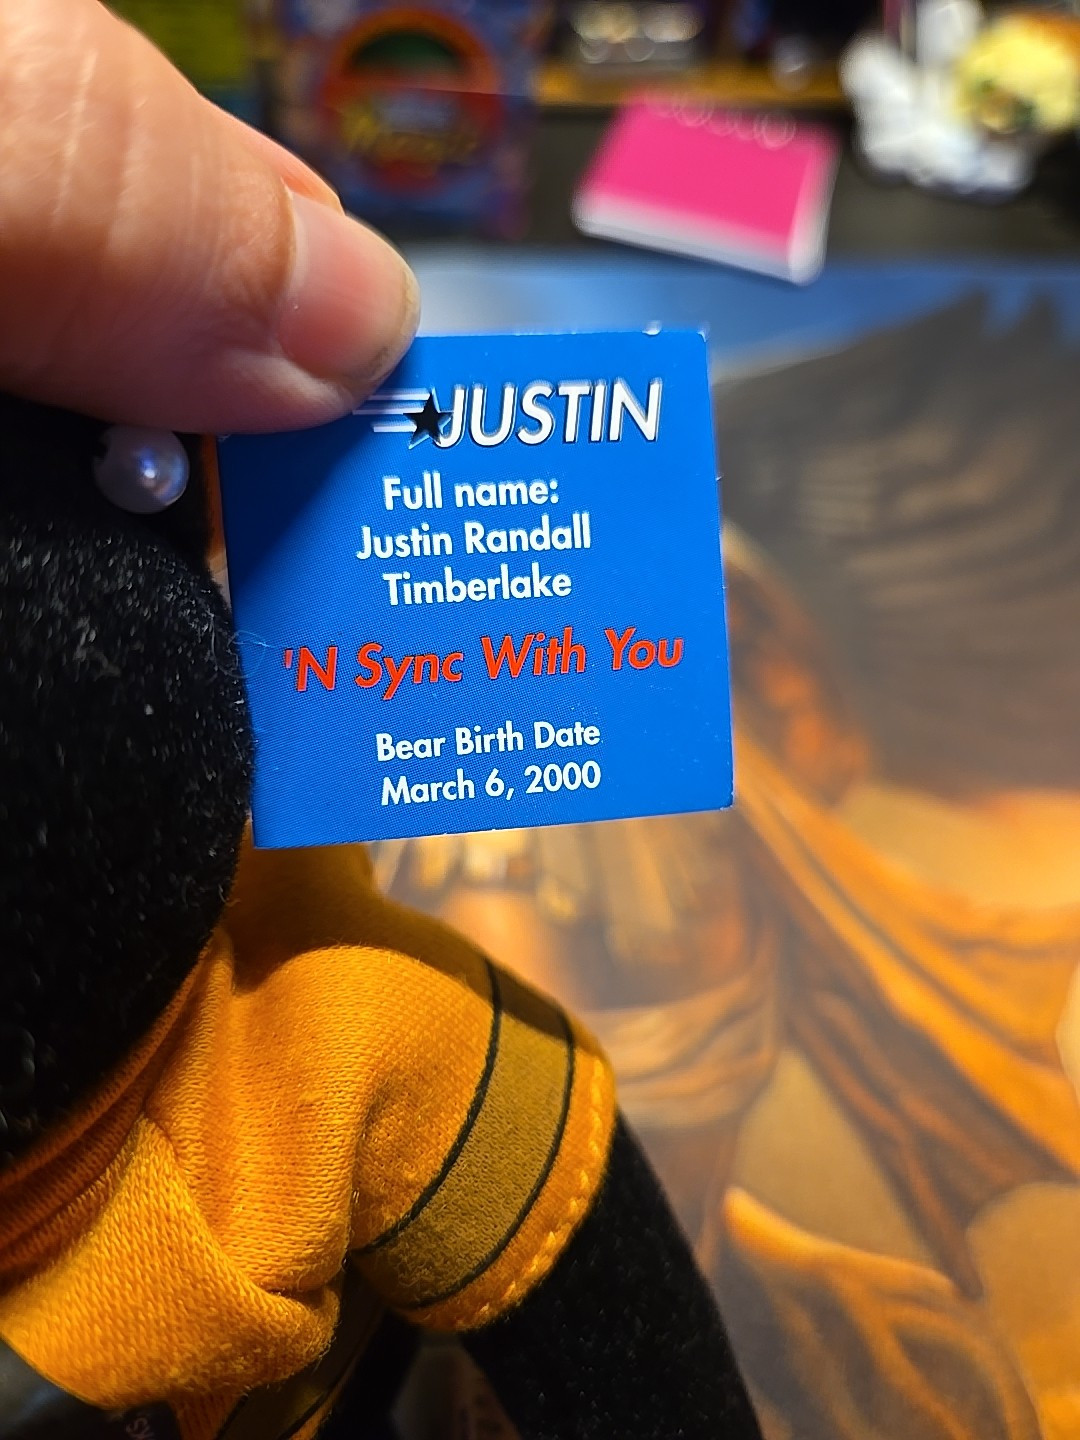 JUSTIN
Full name:
Justin Randall
Timberlake
'N Sync With You
Bear Birth Date
March 6, 2000